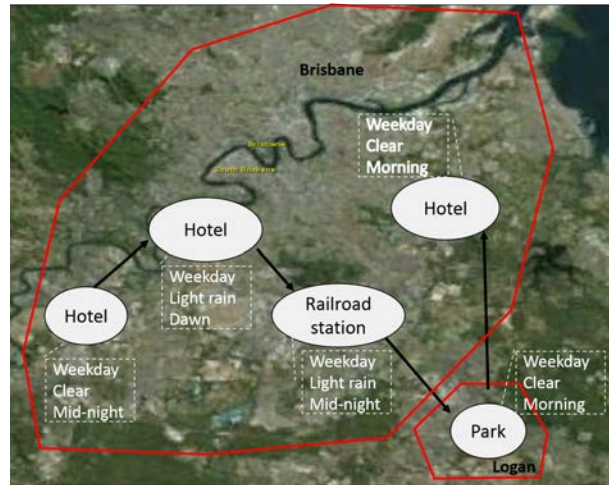 Brisbane
Weekday
Clear
Morning
Brisbane
South Brisbane
Hotel
Hotel
Weekday
Light rain
Dawn
Hotel
Railroad
station
Weekday
Clear
Mid-night
Weekday
Light rain
Mid-night
Weekday
Clear
Morning
Park
Logan